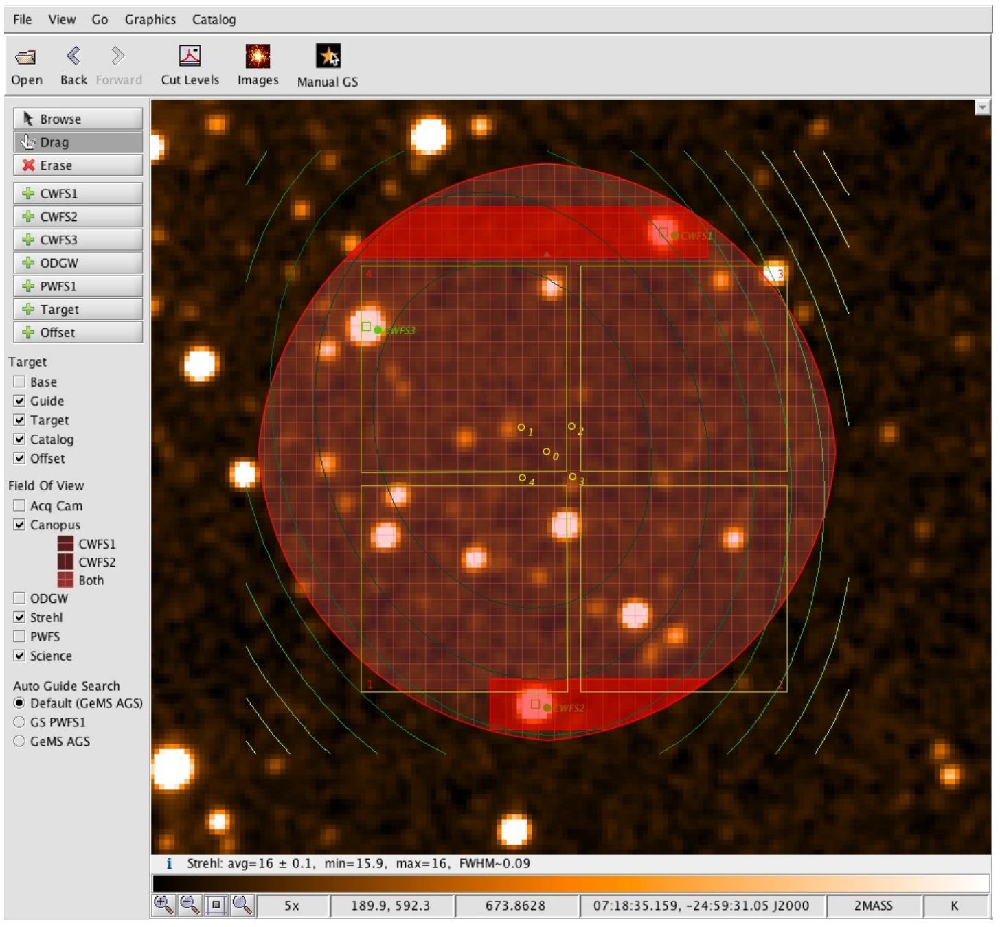 File View Go Graphics Catalog
Open Back Forward Cut Levels Images Manual GS
Browse
Drag
Erase
CWFS1
CWFS2
CWFS3
ODGW
PWFS1
Target
Offset
Target
Base
Guide
Target
Catalog
Offset
Field Of View
Acq Cam
Canopus
CWFS1
CWFS2
Both
ODGW
Strehl
PWFS
Science
Auto Guide Search
Default (GeMS AGS)
GS PWFS1
GeMS AGS
CWFS1
4
3
CWFS3
1
2
0
4
3
1
2
CWFS2
Strehl: avg=16 ± 0.1, min=15.9, max=16, FWHM~0.09
5x 189.9, 592.3 673.8628 07:18:35.159, -24:59:31.05 J2000 2MASS K